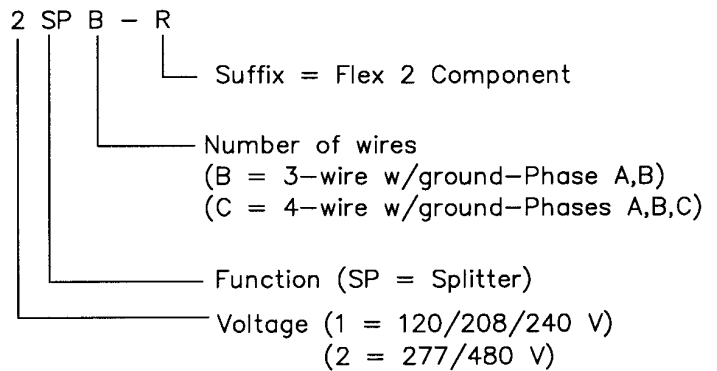 2 SP B - R
Suffix = Flex 2 Component
Number of wires
(B = 3-wire w/ground-Phase A,B)
(C = 4-wire w/ground-Phases A,B,C)
Function (SP = Splitter)
Voltage (1 = 120/208/240 V)
(2 = 277/480 V)